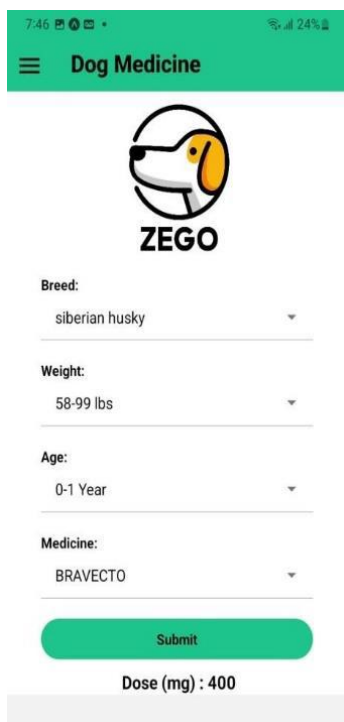 7:46
24%
Dog Medicine
ZEGO
Breed:
siberian husky
Weight:
58-99 lbs
Age:
0-1 Year
Medicine:
BRAVECTO
Submit
Dose (mg) : 400